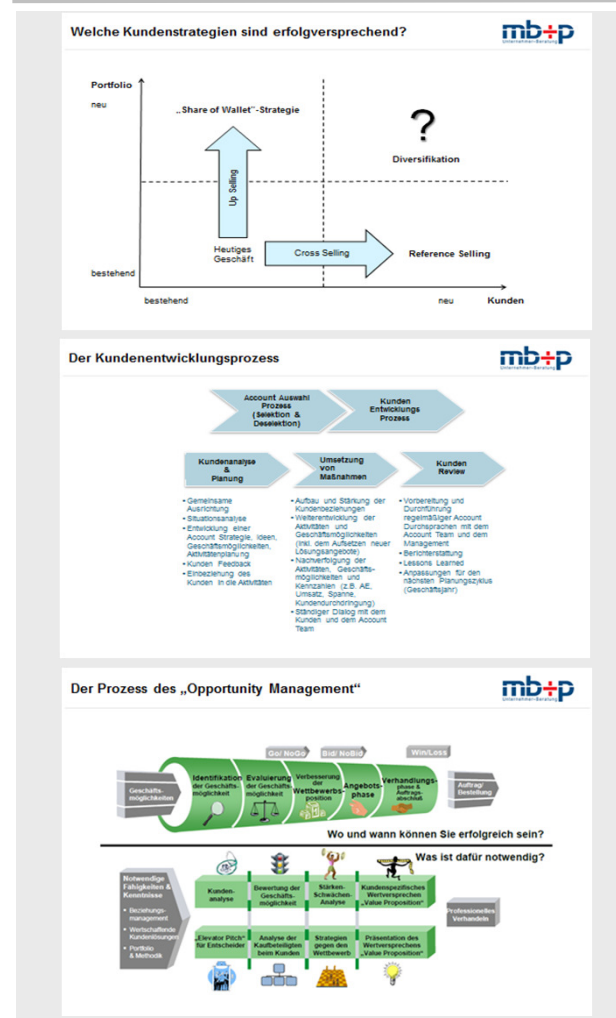 Welche Kundenstrategien sind erfolgversprechend?
mb+p
Unternehmer-Beratung
Portfolio
neu
„Share of Wallet"-Strategie
?
Diversifikation
Up Selling
Heutiges
Geschäft
Cross Selling
Reference Selling
bestehend
bestehend
neu
Kunden
Der Kundenentwicklungsprozess
mb+p
Unternehmer-Beratung
Account Auswahl
Prozess
(Selektion &
Deselektion)
Kunden
Entwicklungs
Prozess
Kundenanalyse
&
Planung
Umsetzung
von
Maßnahmen
Kunden
Review
• Gemeinsame
Ausrichtung
• Situationsanalyse
• Entwicklung einer
Account Strategie, Ideen,
Geschäftsmöglichkeiten,
Aktivitätenplanung
• Kunden Feedback
• Einbeziehung des
Kunden in die Aktivitäten
• Aufbau und Stärkung der
Kundenbeziehungen
• Weiterentwicklung der
Aktivitäten und
Geschäftsmöglichkeiten
(inkl. dem Aufsetzen neuer
Lösungsangebote)
• Nachverfolgung der
Aktivitäten, Geschäfts-
möglichkeiten und
Kennzahlen (z.B. AE,
Umsatz, Spanne,
Kundendurchdringung)
• Ständiger Dialog mit dem
Kunden und dem Account
Team
• Vorbereitung und
Durchführung
regelmäßiger Account
Durchsprachen mit dem
Account Team und dem
Management
• Berichterstattung
• Lessons Learned
• Anpassungen für den
nächsten Planungszyklus
(Geschäftsjahr)
Der Prozess des „Opportunity Management“
mb+p
Unternehmer-Beratung
Go/ NoGo
Bid/ NoBid
Win/Loss
Geschäfts-
möglichkeiten
Identifikation
der Geschäfts-
möglichkeit
Evaluierung
der Geschäfts-
möglichkeit
Verbesserung
der
Wettbewerbs-
position
Angebots-
phase
Verhandlungs-
phase &
Auftrags-
abschluß
Auftrag/
Bestellung
Wo und wann können Sie erfolgreich sein?
Was ist dafür notwendig?
Notwendige
Fähigkeiten &
Kenntnisse
• Beziehungs-
management
• Wertschaffende
Kundenlösungen
• Portfolio
& Methodik
Kunden-
analyse
Bewertung der
Geschäfts-
möglichkeit
Stärken-
Schwächen-
Analyse
Kundenspezifisches
Wertversprechen
„Value Proposition“
Professionelles
Verhandeln
„Elevator Pitch“
für Entscheider
Analyse der
Kaufbeteiligten
beim Kunden
Strategien
gegen den
Wettbewerb
Präsentation des
Wertversprechens
„Value Proposition“